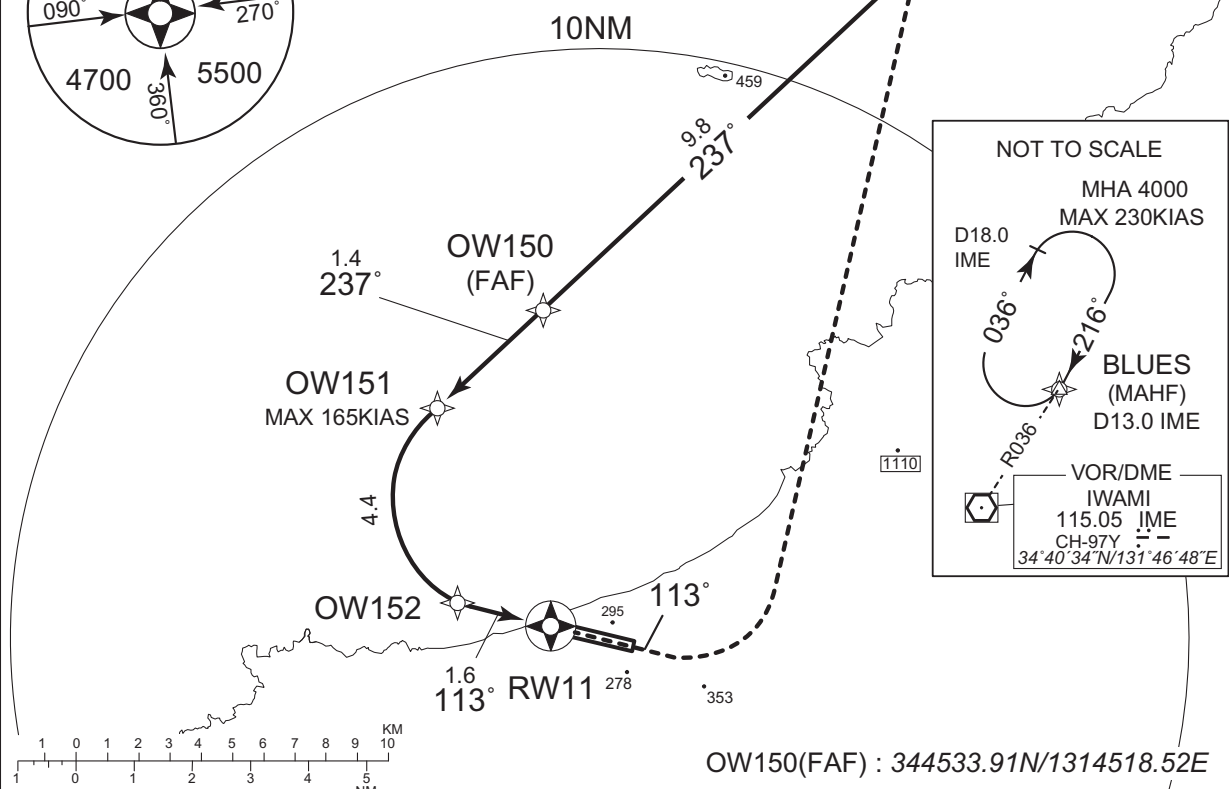 090°
270°
4700
5500
360°
10NM
459
9.8
237°
OW150
(FAF)
1.4
237°
OW151
MAX 165KIAS
4.4
OW152
1.6
113°
RW11
295
278
353
113°
1110
NOT TO SCALE
MHA 4000
MAX 230KIAS
D18.0
IME
036°
216°
BLUES
(MAHF)
D13.0 IME
R036
VOR/DME
IWAMI
115.05 IME
CH-97Y
34°40′34″N/131°46′48″E
KM
1 0 1 2 3 4 5 6 7 8 9 10
1 0 1 2 3 4 5
NM
OW150(FAF) : 344533.91N/1314518.52E